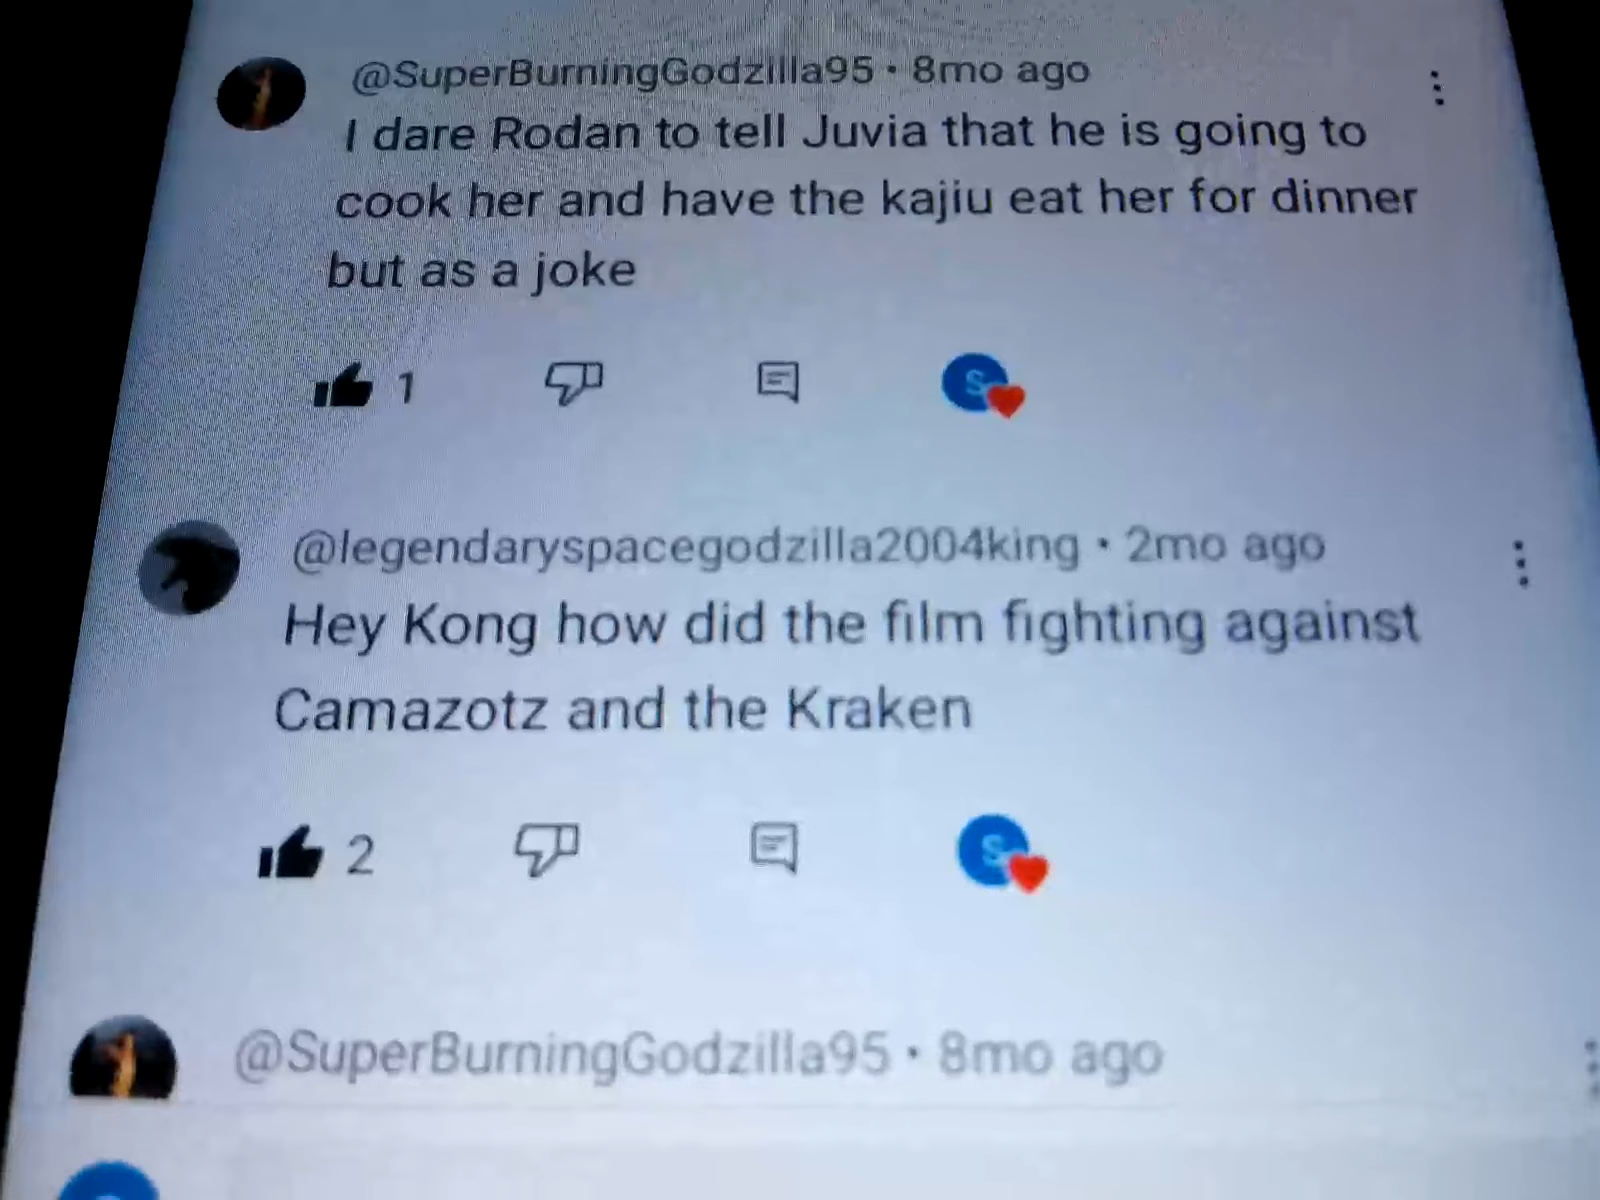 @SuperBurningGodzilla95 · 8mo ago
I dare Rodan to tell Juvia that he is going to
cook her and have the kajiu eat her for dinner
but as a joke
1
S
@legendaryspacegodzilla2004king · 2mo ago
Hey Kong how did the film fighting against
Camazotz and the Kraken
2
S
@SuperBurningGodzilla95 · 8mo ago